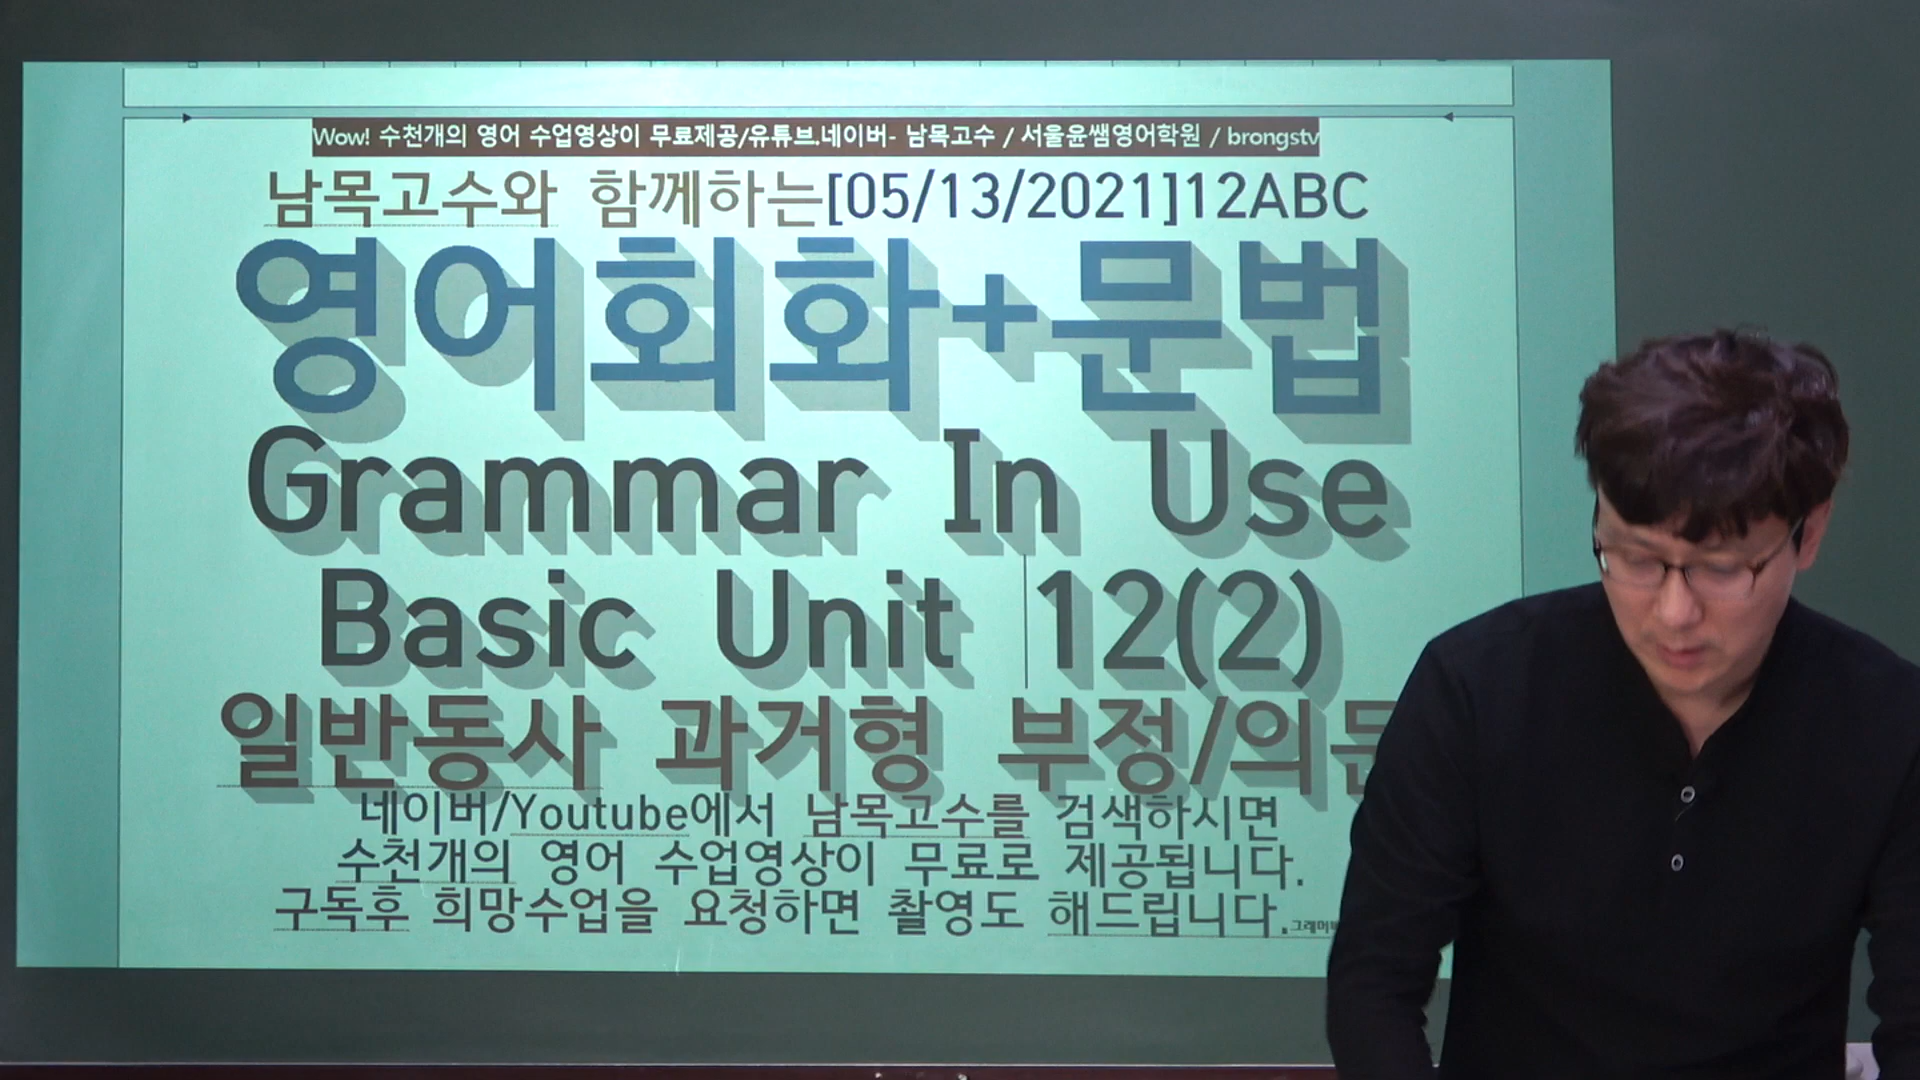 Wow! 수천개의 영어 수업영상이 무료제공/유튜브.네이버- 남목고수 / 서울윤쌤영어학원 / brongstv
남목고수와 함께하는[05/13/2021]12ABC
영어회화+문법
Grammar In Use
Basic Unit 12(2)
일반동사 과거형 부정/의문
네이버/Youtube에서 남목고수를 검색하시면
수천개의 영어 수업영상이 무료로 제공됩니다.
구독후 희망수업을 요청하면 촬영도 해드립니다.